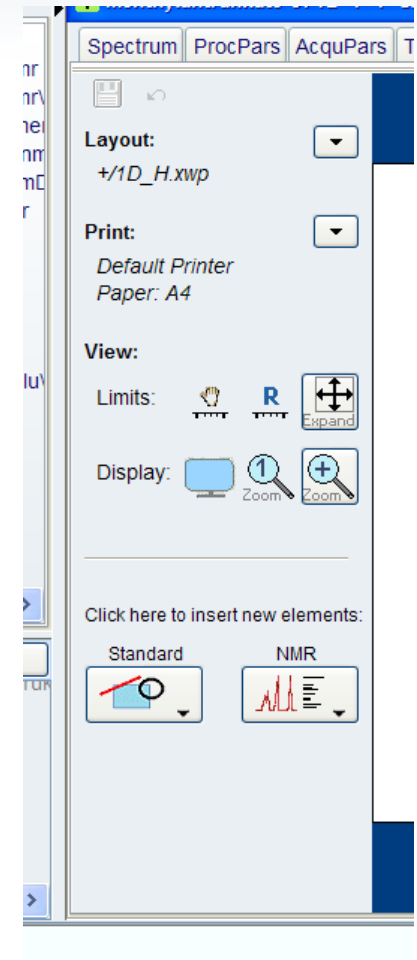 Spectrum ProcPars AcquPars T
Layout:
+/1D_H.xwp
Print:
Default Printer
Paper: A4
View:
Limits: R Expand
Display: 1 Zoom + Zoom
Click here to insert new elements:
Standard NMR